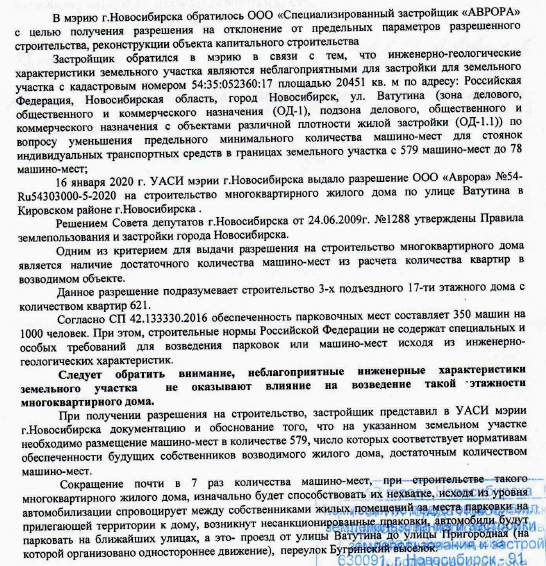 В мэрию г.Новосибирска обратилось ООО «Специализированный застройщик «АВРОРА»
с целью получения разрешения на отклонение от предельных параметров разрешенного
строительства, реконструкции объекта капитального строительства
Застройщик обратился в мэрию в связи с тем, что инженерно-геологические
характеристики земельного участка являются неблагоприятными для застройки для земельного
участка с кадастровым номером 54:35:052360:17 площадью 20451 кв. м по адресу: Российская
Федерация, Новосибирская область, город Новосибирск, ул. Ватутина (зона делового,
общественного и коммерческого назначения (ОД-1), подзона делового, общественного и
коммерческого назначения с объектами различной плотности жилой застройки (ОД-1.1)) по
вопросу уменьшения предельного минимального количества машино-мест для стоянок
индивидуальных транспортных средств в границах земельного участка с 579 машино-мест до 78
машино-мест;
16 января 2020 г. УАСИ мэрии г.Новосибирска выдало разрешение ООО «Аврора» №54-
Ru54303000-5-2020 на строительство многоквартирного жилого дома по улице Ватутина в
Кировском районе г.Новосибирска .
Решением Совета депутатов г.Новосибирска от 24.06.2009г. №1288 утверждены Правила
землепользования и застройки города Новосибирска.
Одним из критерием для выдачи разрешения на строительство многоквартирного дома
является наличие достаточного количества машино-мест из расчета количества квартир в
возводимом объекте.
Данное разрешение подразумевает строительство 3-х подъездного 17-ти этажного дома с
количеством квартир 621.
Согласно СП 42.133330.2016 обеспеченность парковочных мест составляет 350 машин на
1000 человек. При этом, строительные нормы Российской Федерации не содержат специальных и
особых требований для возведения парковок или машино-мест исходя из инженерно-
геологических характеристик.
Следует обратить внимание, неблагоприятные инженерные характеристики
земельного участка не оказывают влияние на возведение такой этажности
многоквартирного дома.
При получении разрешения на строительство, застройщик представил в УАСИ мэрии
г.Новосибирска документацию и обоснование того, что на указанном земельном участке
необходимо размещение машино-мест в количестве 579, число которых соответствует нормативам
обеспеченности будущих собственников возводимого жилого дома, достаточным количеством
машино-мест.
Сокращение почти в 7 раз количества машино-мест, при строительстве такого
многоквартирного жилого дома, изначально будет способствовать их нехватке, исходя из уровня
автомобилизации спровоцирует между собственниками жилых помещений за места парковки на
прилегающей территории к дому, возникнут несанкционированные правки, автомобили будут
парковать на ближайших улицах, а это- проезд от улицы Ватутина до улицы Пригородная (на
которой организовано одностороннее движение), переулок Бугринский выселок.
630091, г. Новосибирск - 91